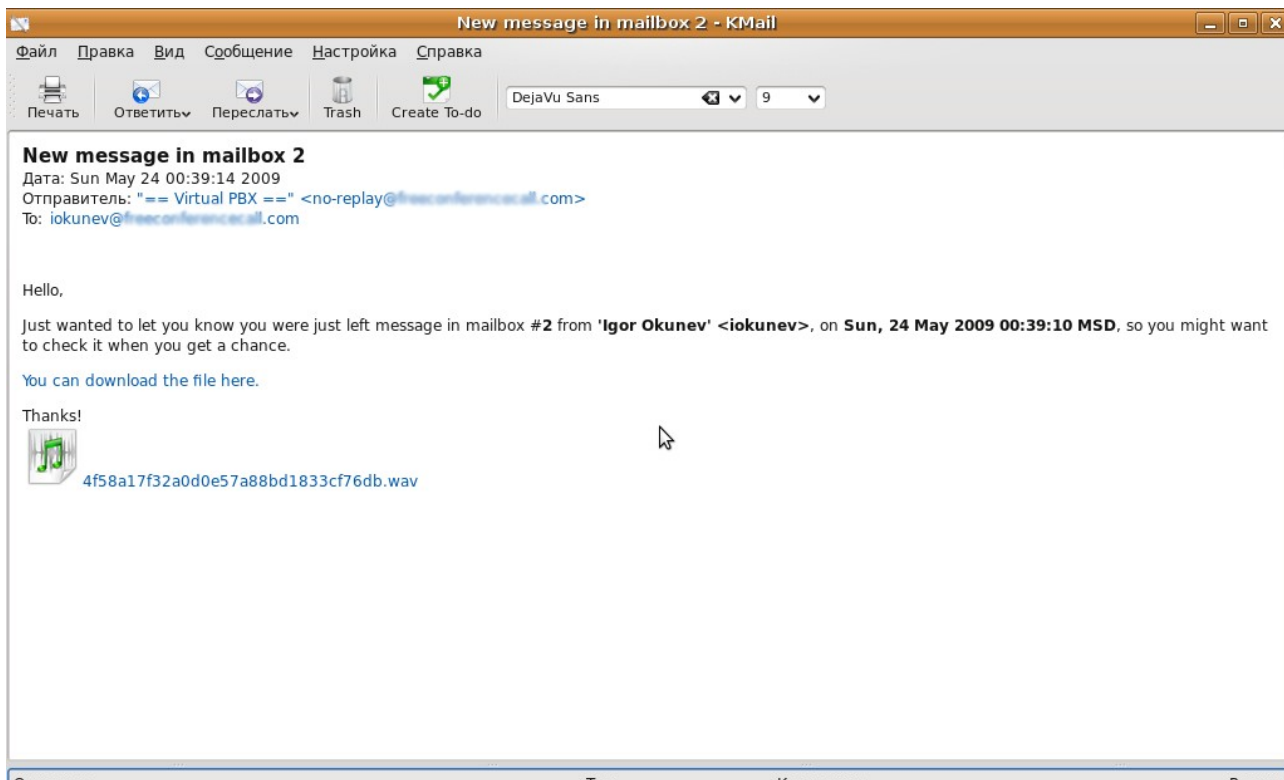 New message in mailbox 2 - KMail
Файл Правка Вид Сообщение Настройка Справка
Печать Ответить Переслать Trash Create To-do DejaVu Sans 9
New message in mailbox 2
Дата: Sun May 24 00:39:14 2009
Отправитель: "== Virtual PBX ==" <no-replay@ .com>
To: iokunev@ .com
Hello,
Just wanted to let you know you were just left message in mailbox #2 from 'Igor Okunev' <iokunev>, on Sun, 24 May 2009 00:39:10 MSD, so you might want
to check it when you get a chance.
You can download the file here.
Thanks!
4f58a17f32a0d0e57a88bd1833cf76db.wav